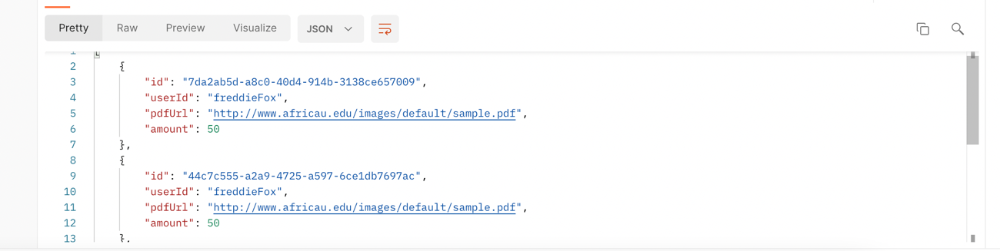 Pretty Raw Preview Visualize JSON
1 [
2 {
3 "id": "7da2ab5d-a8c0-40d4-914b-3138ce657009",
4 "userId": "freddieFox",
5 "pdfUrl": "http://www.africau.edu/images/default/sample.pdf",
6 "amount": 50
7 },
8 {
9 "id": "44c7c555-a2a9-4725-a597-6ce1db7697ac",
10 "userId": "freddieFox",
11 "pdfUrl": "http://www.africau.edu/images/default/sample.pdf",
12 "amount": 50
13 },